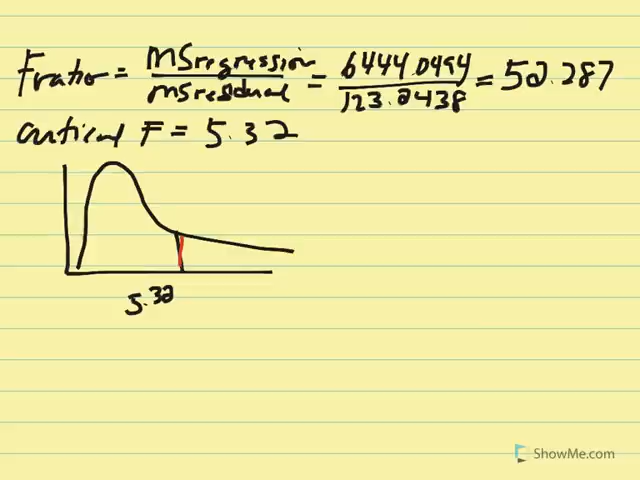 Fratio = MSregression / MSresidual = 6444.0494 / 123.2438 = 52.287
critical F = 5.32
5.32
ShowMe.com